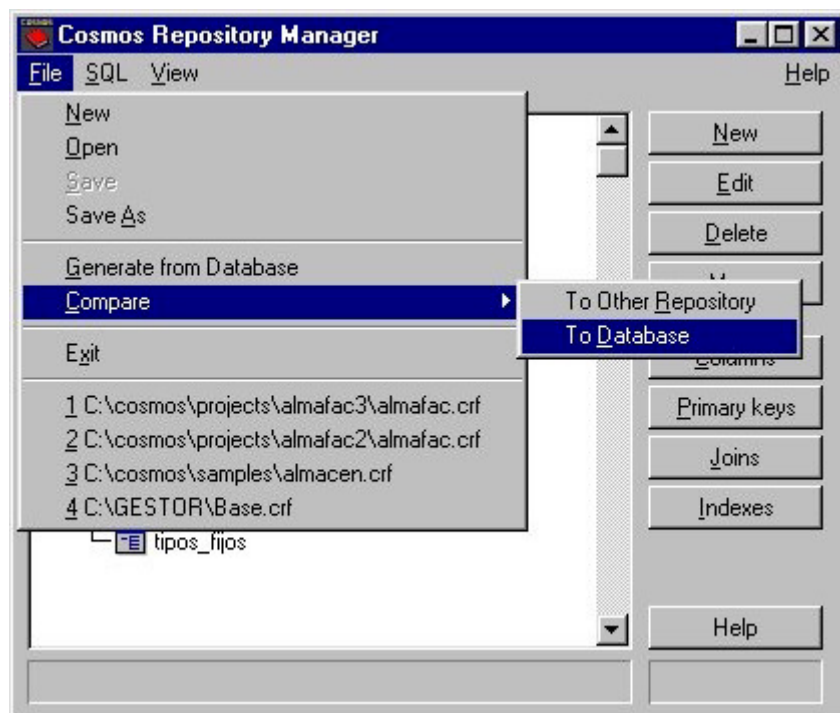 Cosmos Repository Manager
File SQL View Help
New
Open
Save
Save As
Generate from Database
Compare
To Other Repository
To Database
Exit
1 C:\cosmos\projects\almafac3\almafac.crf
2 C:\cosmos\projects\almafac2\almafac.crf
3 C:\cosmos\samples\almacen.crf
4 C:\GESTOR\Base.crf
tipos_fijos
New
Edit
Delete
Columns
Primary keys
Joins
Indexes
Help